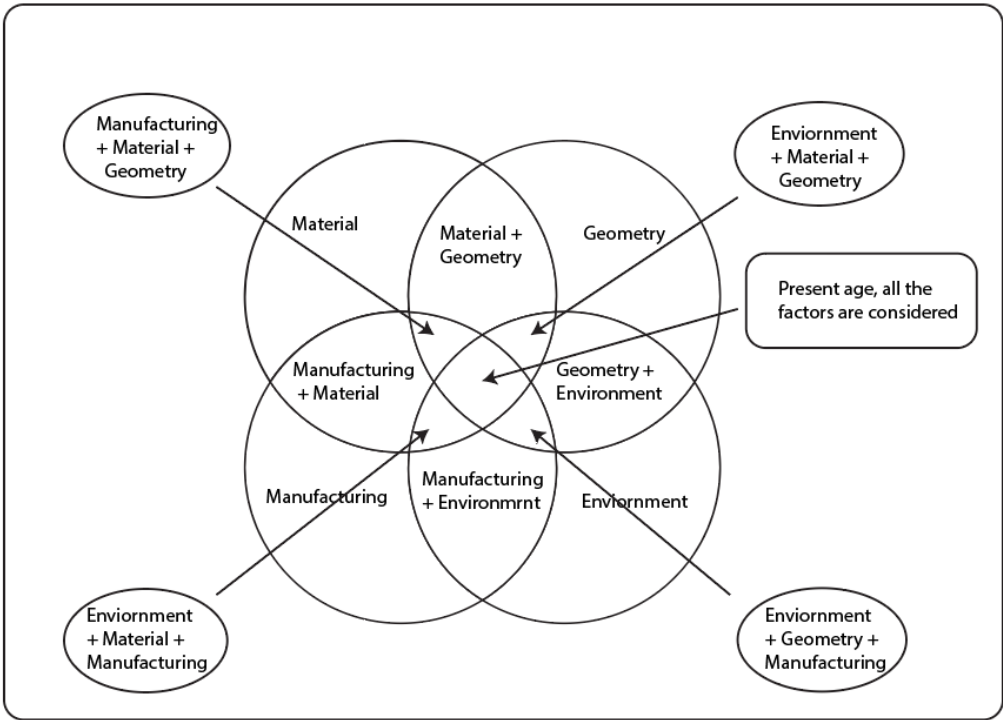 Manufacturing
+ Material +
Geometry
Enviornment
+ Material +
Geometry
Material
Material +
Geometry
Geometry
Present age, all the
factors are considered
Manufacturing
+ Material
Geometry +
Environment
Manufacturing
Manufacturing
+ Environmrnt
Enviornment
Enviornment
+ Material +
Manufacturing
Enviornment
+ Geometry +
Manufacturing